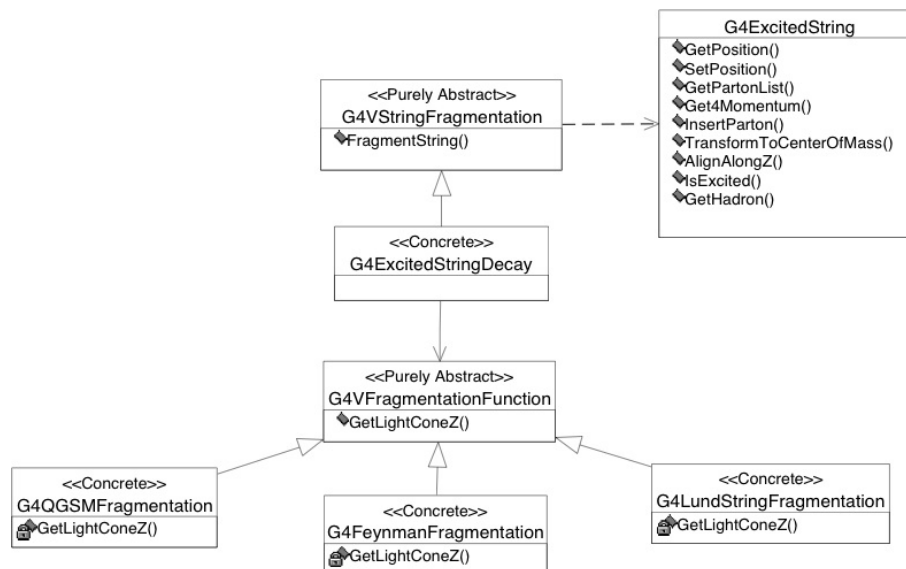 G4ExcitedString
GetPosition()
SetPosition()
GetPartonList()
Get4Momentum()
InsertParton()
TransformToCenterOfMass()
AlignAlongZ()
IsExcited()
GetHadron()
<<Purely Abstract>>
G4VStringFragmentation
FragmentString()
<<Concrete>>
G4ExcitedStringDecay
<<Purely Abstract>>
G4VFragmentationFunction
GetLightConeZ()
<<Concrete>>
G4QGSMFragmentation
GetLightConeZ()
<<Concrete>>
G4FeynmanFragmentation
GetLightConeZ()
<<Concrete>>
G4LundStringFragmentation
GetLightConeZ()